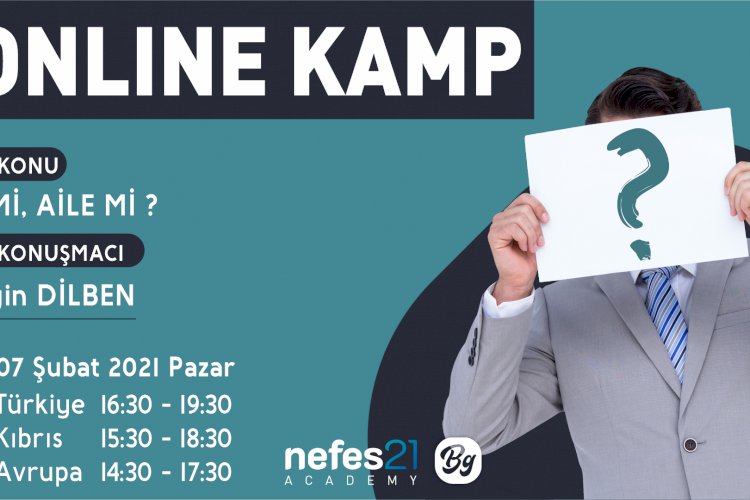 ONLINE KAMP
KONU
Mİ, AİLE Mİ ?
KONUŞMACI
DİLBEN
07 Şubat 2021 Pazar
Türkiye 16:30 - 19:30
Kıbrıs 15:30 - 18:30
Avrupa 14:30 - 17:30
?
nefes21
ACADEMY
Bg